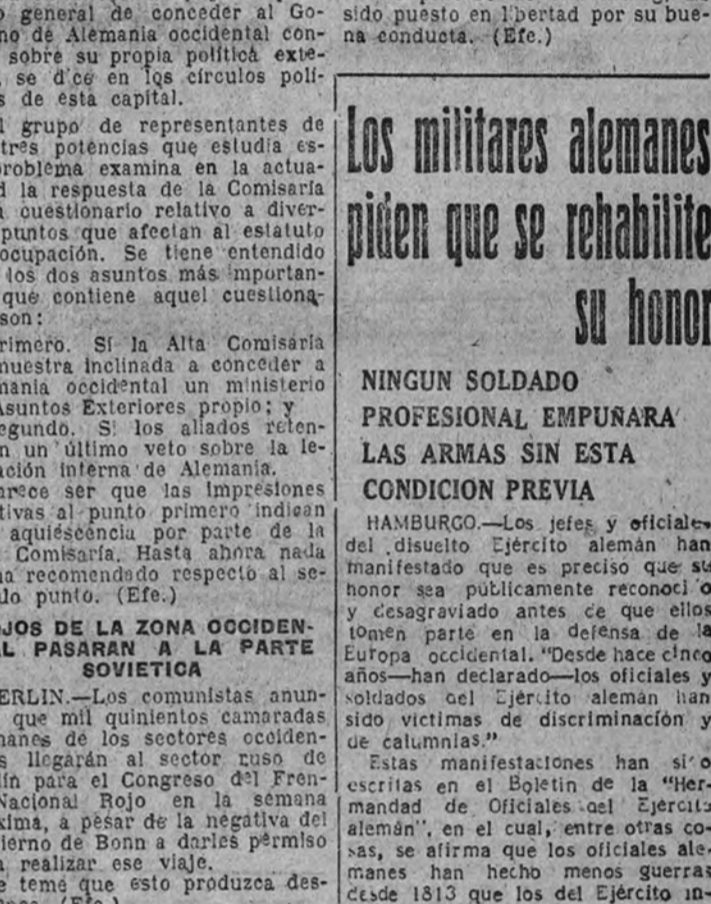 general de conceder al Go-
no de Alemania occidental con-
sobre su propia política exte-
, se d'ce en los círculos polí-
s de esta capital.
l grupo de representantes de
tres potencias que estudia es-
problema examina en la actua-
d la respuesta de la Comisaría
a cuestionario relativo a diver-
puntos que afectan al estatuto
ocupación. Se tiene entendido
los dos asuntos más importan-
que contiene aquel cuestiona-
son:
rimero. Si la Alta Comisaría
muestra inclinada a conceder a
mania occidental un ministerio
Asuntos Exteriores propio; y
egundo. Si los aliados reten-
n un último veto sobre la le-
ación interna de Alemania.
arece ser que las impresiones
tivas al punto primero indican
aquiescencia por parte de la
Comisaría. Hasta ahora nada
ha recomendado respecto al se-
do punto. (Efe.)
OJOS DE LA ZONA OCCIDEN-
AL PASARAN A LA PARTE
SOVIETICA
BERLIN.—Los comunistas anun-
que mil quinientos camaradas
manes de los sectores occiden-
s llegarán al sector ruso de
lín para el Congreso del Fren-
Nacional Rojo en la semana
xima, a pesar de la negativa del
bierno de Bonn a darles permiso
a realizar ese viaje.
e teme que esto produzca des-
(Efe.)
sido puesto en libertad por su bue-
na conducta. (Efe.)
Los militares alemanes
piden que se rehabilite
su honor
NINGUN SOLDADO
PROFESIONAL EMPUÑARA
LAS ARMAS SIN ESTA
CONDICION PREVIA
HAMBURGO.—Los jefes y oficiales
del disuelto Ejército alemán han
manifestado que es preciso que su
honor sea públicamente reconoci o
y desagraviado antes de que ellos
tomen parte en la defensa de la
Europa occidental. "Desde hace cinco
años—han declarado—los oficiales y
soldados del Ejército alemán han
sido víctimas de discriminación y
de calumnias."
Estas manifestaciones han si o
escritas en el Boletín de la "Her-
mandad de Oficiales del Ejército
alemán", en el cual, entre otras co-
sas, se afirma que los oficiales ale-
manes han hecho menos guerras
desde 1813 que los del Ejército in-